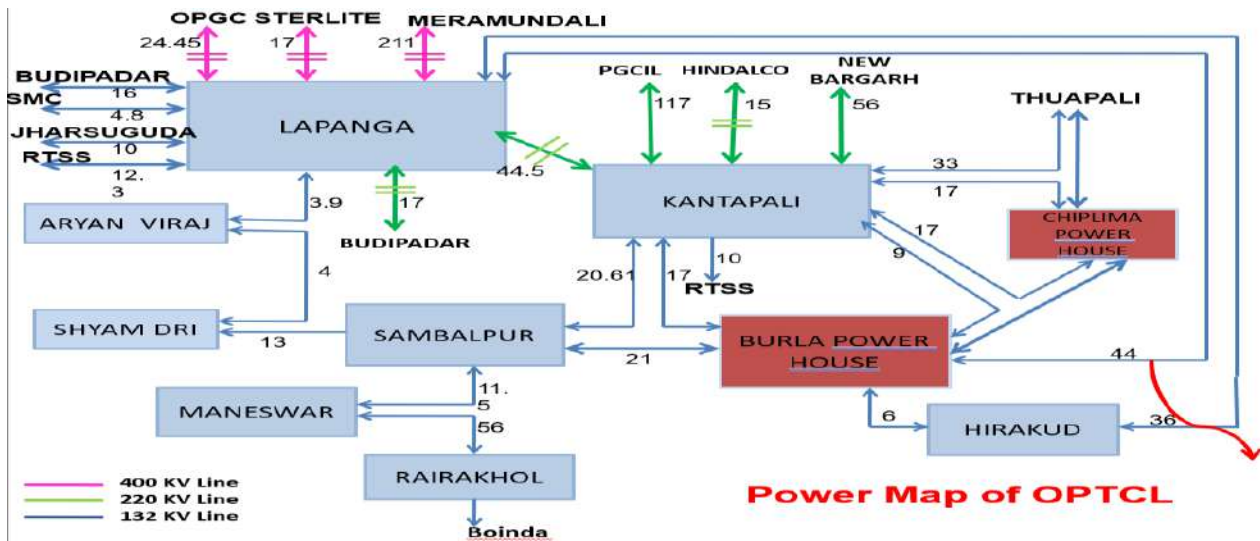 OPGC STERLITE
MERAMUNDALI
24.45
17
211
BUDIPADAR
16
SMC
4.8
JHARSUGUDA
10
RTSS
12.
3
LAPANGA
PGCIL
HINDALCO
NEW
BARGARH
117
15
56
THUAPALI
44.5
33
17
KANTAPALI
3.9
17
BUDIPADAR
ARYAN VIRAJ
CHIPLIMA
POWER
HOUSE
17
9
4
20.61
17
10
RTSS
SHYAM DRI
13
SAMBALPUR
21
BURLA POWER
HOUSE
44
11.
5
MANESWAR
56
6
HIRAKUD
36
RAIRAKHOL
400 KV Line
220 KV Line
132 KV Line
Boinda
Power Map of OPTCL